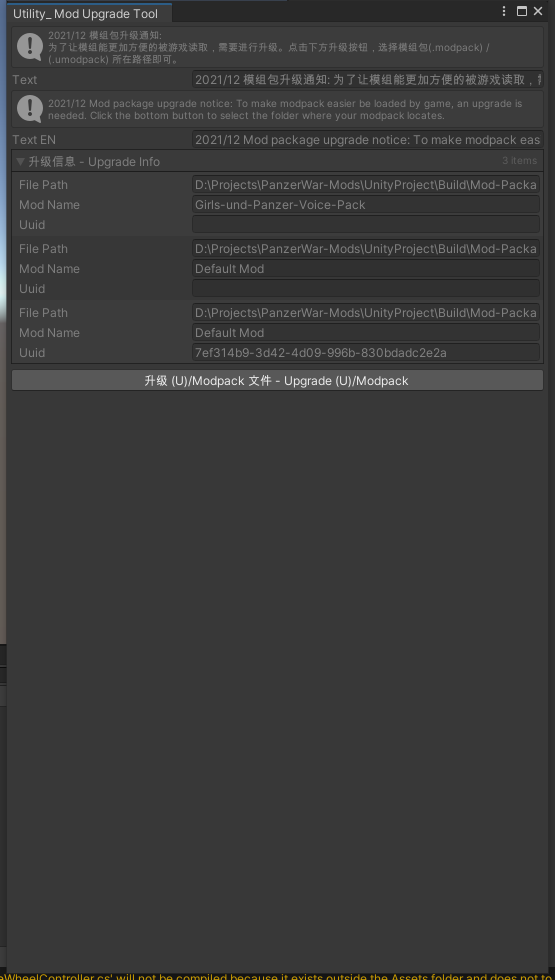 Utility_ Mod Upgrade Tool
2021/12 模组包升级通知:
为了让模组能更加方便的被游戏读取，需要进行升级。点击下方升级按钮，选择模组包(.modpack) /
(.umodpack) 所在路径即可。
Text 2021/12 模组包升级通知: 为了让模组能更加方便的被游戏读取，
2021/12 Mod package upgrade notice: To make modpack easier be loaded by game, an upgrade is
needed. Click the bottom button to select the folder where your modpack locates.
Text EN 2021/12 Mod package upgrade notice: To make modpack eas
升级信息 - Upgrade Info 3 items
File Path D:\Projects\PanzerWar-Mods\UnityProject\Build\Mod-Packa
Mod Name Girls-und-Panzer-Voice-Pack
Uuid
File Path D:\Projects\PanzerWar-Mods\UnityProject\Build\Mod-Packa
Mod Name Default Mod
Uuid
File Path D:\Projects\PanzerWar-Mods\UnityProject\Build\Mod-Packa
Mod Name Default Mod
Uuid 7ef314b9-3d42-4d09-996b-830bdadc2e2a
升级 (U)/Modpack 文件 - Upgrade (U)/Modpack
eWheelController.cs' will not be compiled because it exists outside the Assets folder and does not to